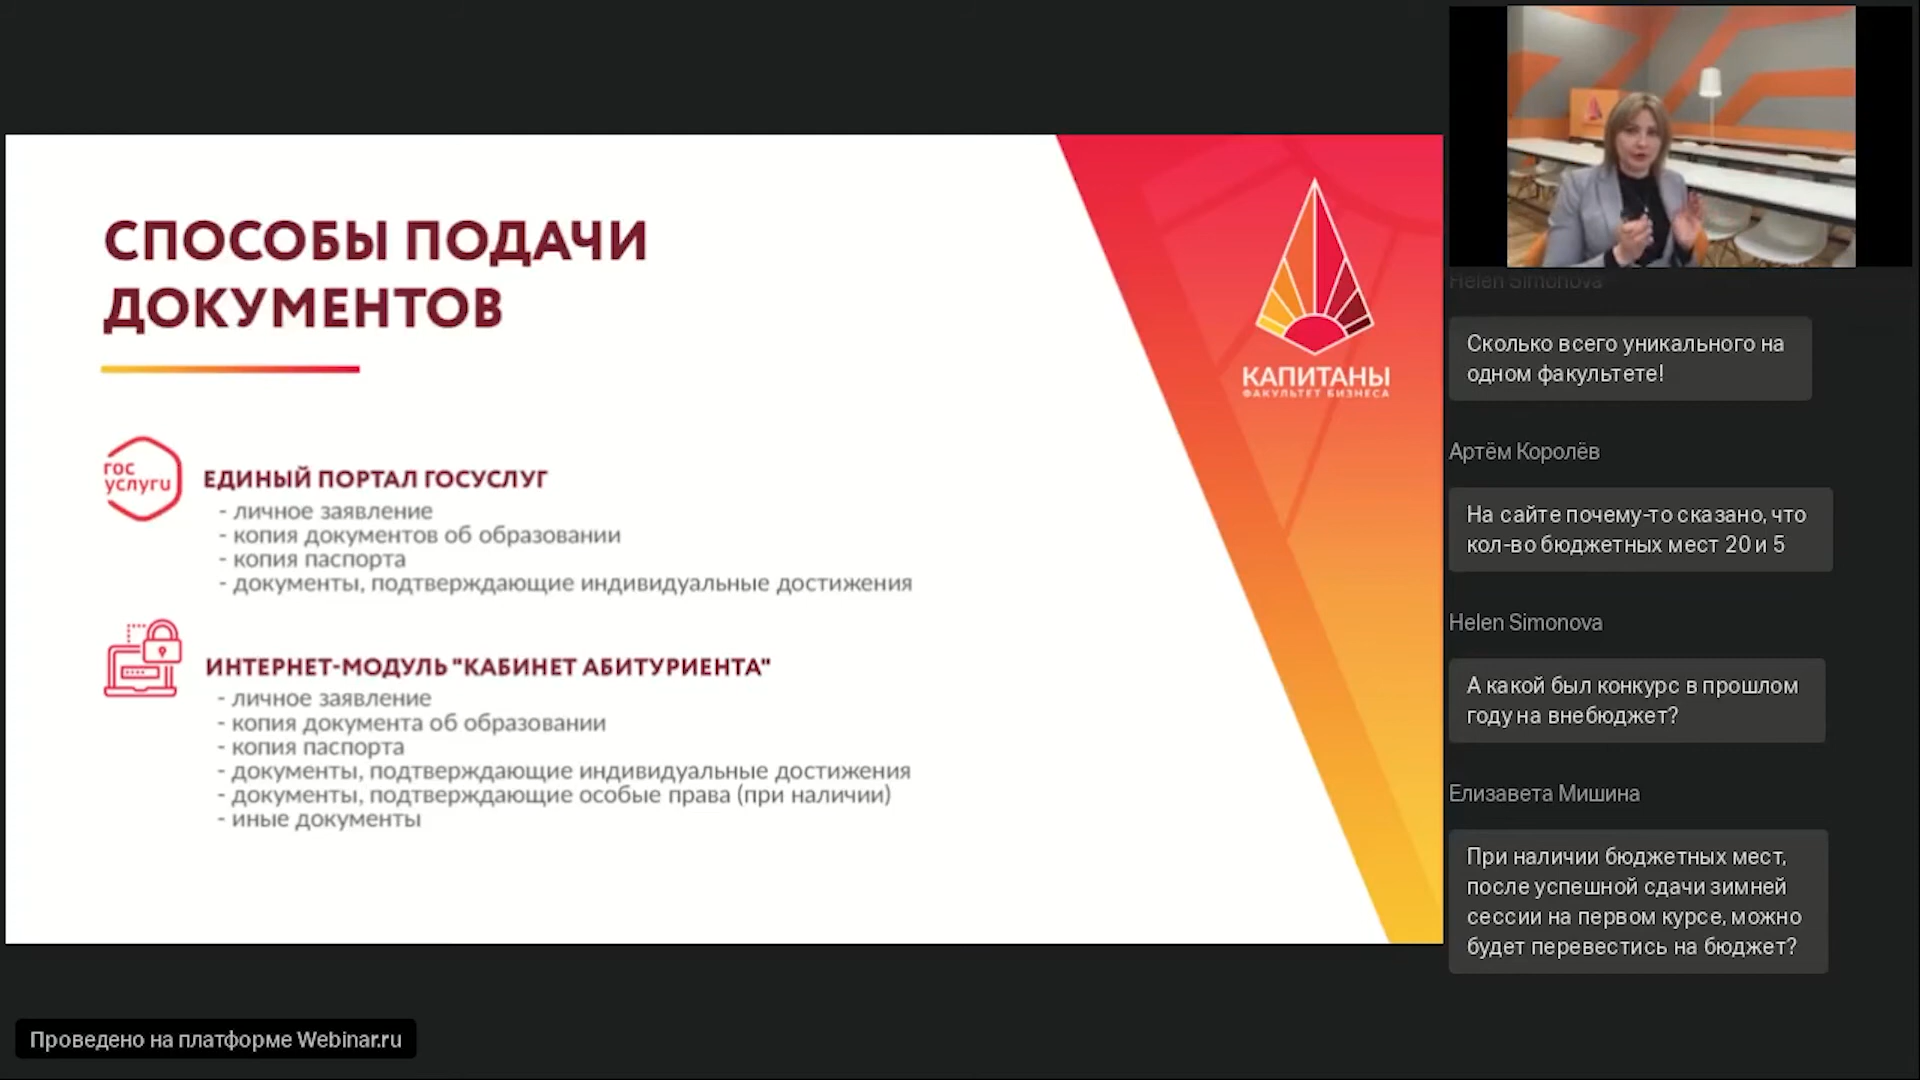 СПОСОБЫ ПОДАЧИ
ДОКУМЕНТОВ
гос
услуги
ЕДИНЫЙ ПОРТАЛ ГОСУСЛУГ
- личное заявление
- копия документов об образовании
- копия паспорта
- документы, подтверждающие индивидуальные достижения
ИНТЕРНЕТ-МОДУЛЬ "КАБИНЕТ АБИТУРИЕНТА"
- личное заявление
- копия документа об образовании
- копия паспорта
- документы, подтверждающие индивидуальные достижения
- документы, подтверждающие особые права (при наличии)
- иные документы
КАПИТАНЫ
ФАКУЛЬТЕТ БИЗНЕСА
Helen Simonova
Сколько всего уникального на
одном факультете!
Артём Королёв
На сайте почему-то сказано, что
кол-во бюджетных мест 20 и 5
Helen Simonova
А какой был конкурс в прошлом
году на внебюджет?
Елизавета Мишина
При наличии бюджетных мест,
после успешной сдачи зимней
сессии на первом курсе, можно
будет перевестись на бюджет?
Проведено на платформе Webinar.ru